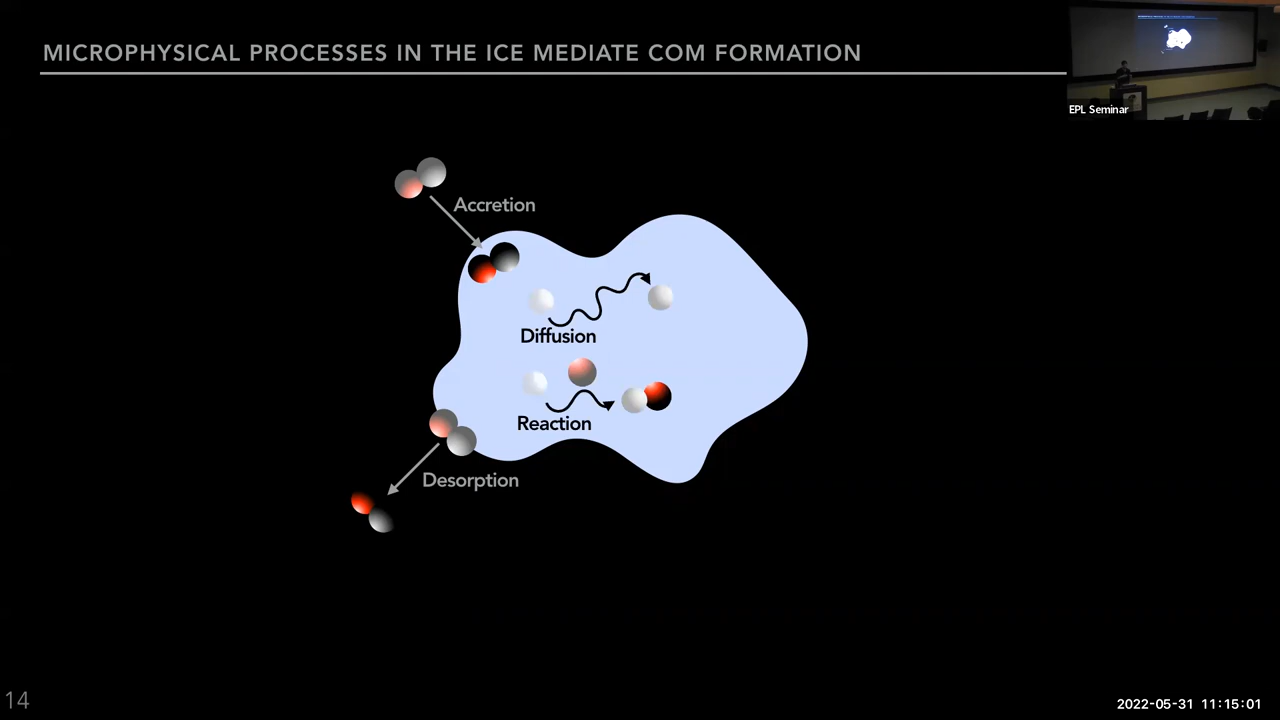 MICROPHYSICAL PROCESSES IN THE ICE MEDIATE COM FORMATION
EPL Seminar
Accretion
Diffusion
Reaction
Desorption
14
2022-05-31 11:15:01